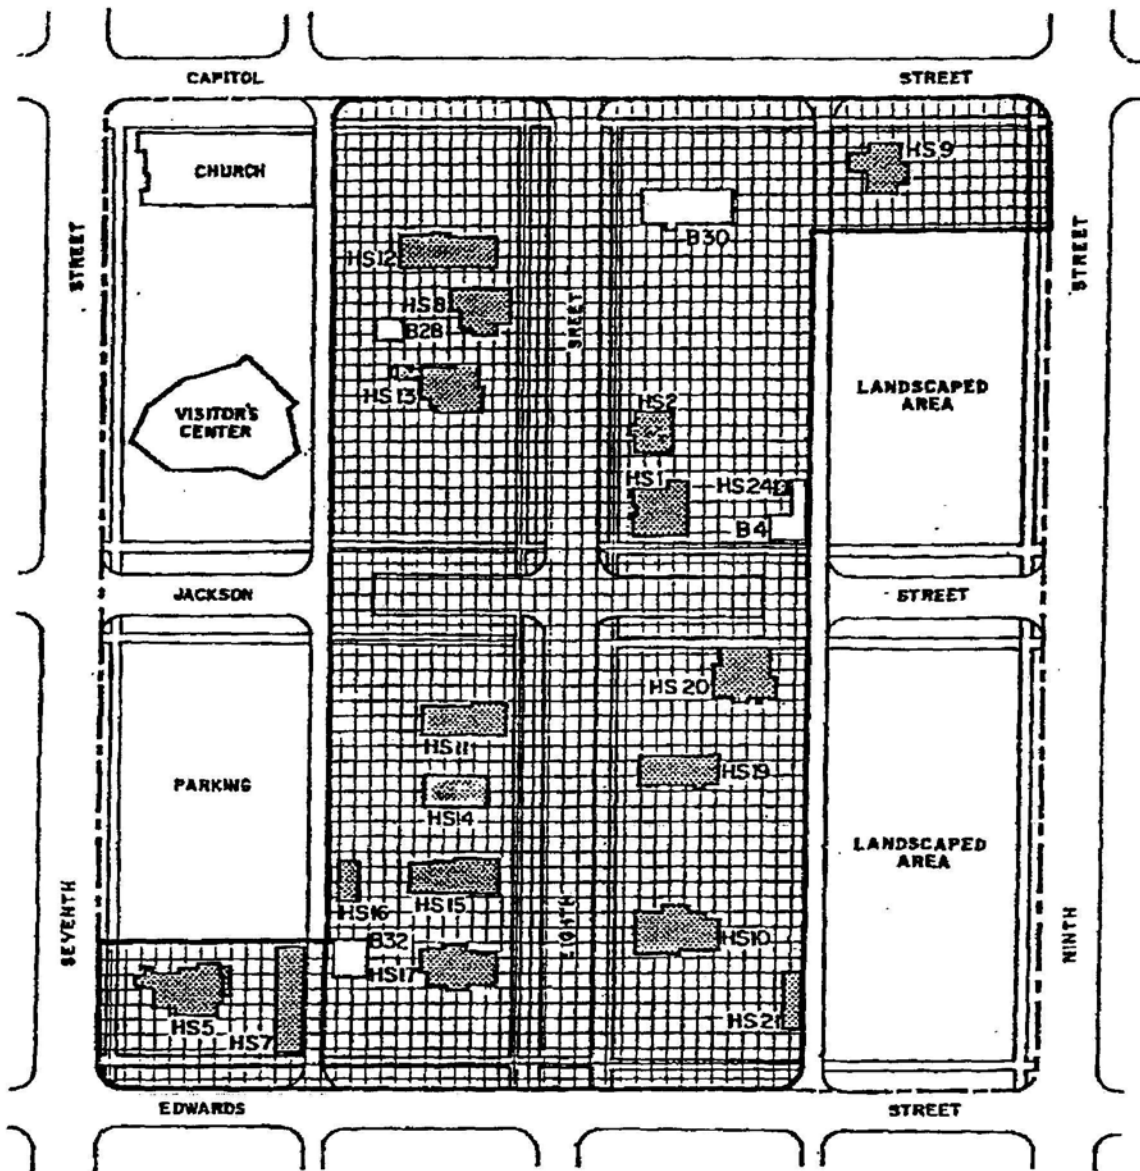 CAPITOL STREET
CHURCH
HS9
STREET
STREET
B30
HS12
HS8
B28
SREET
HS13
VISITOR'S
CENTER
LANDSCAPED
AREA
HS2
HS1
HS24
B4
JACKSON STREET
HS20
HS11
HS19
PARKING
HS14
LANDSCAPED
AREA
HS15
HS16
SEVENTH
EIGHTH
NINTH
B32
HS17
HS10
HS5
HS7
HS21
EDWARDS STREET